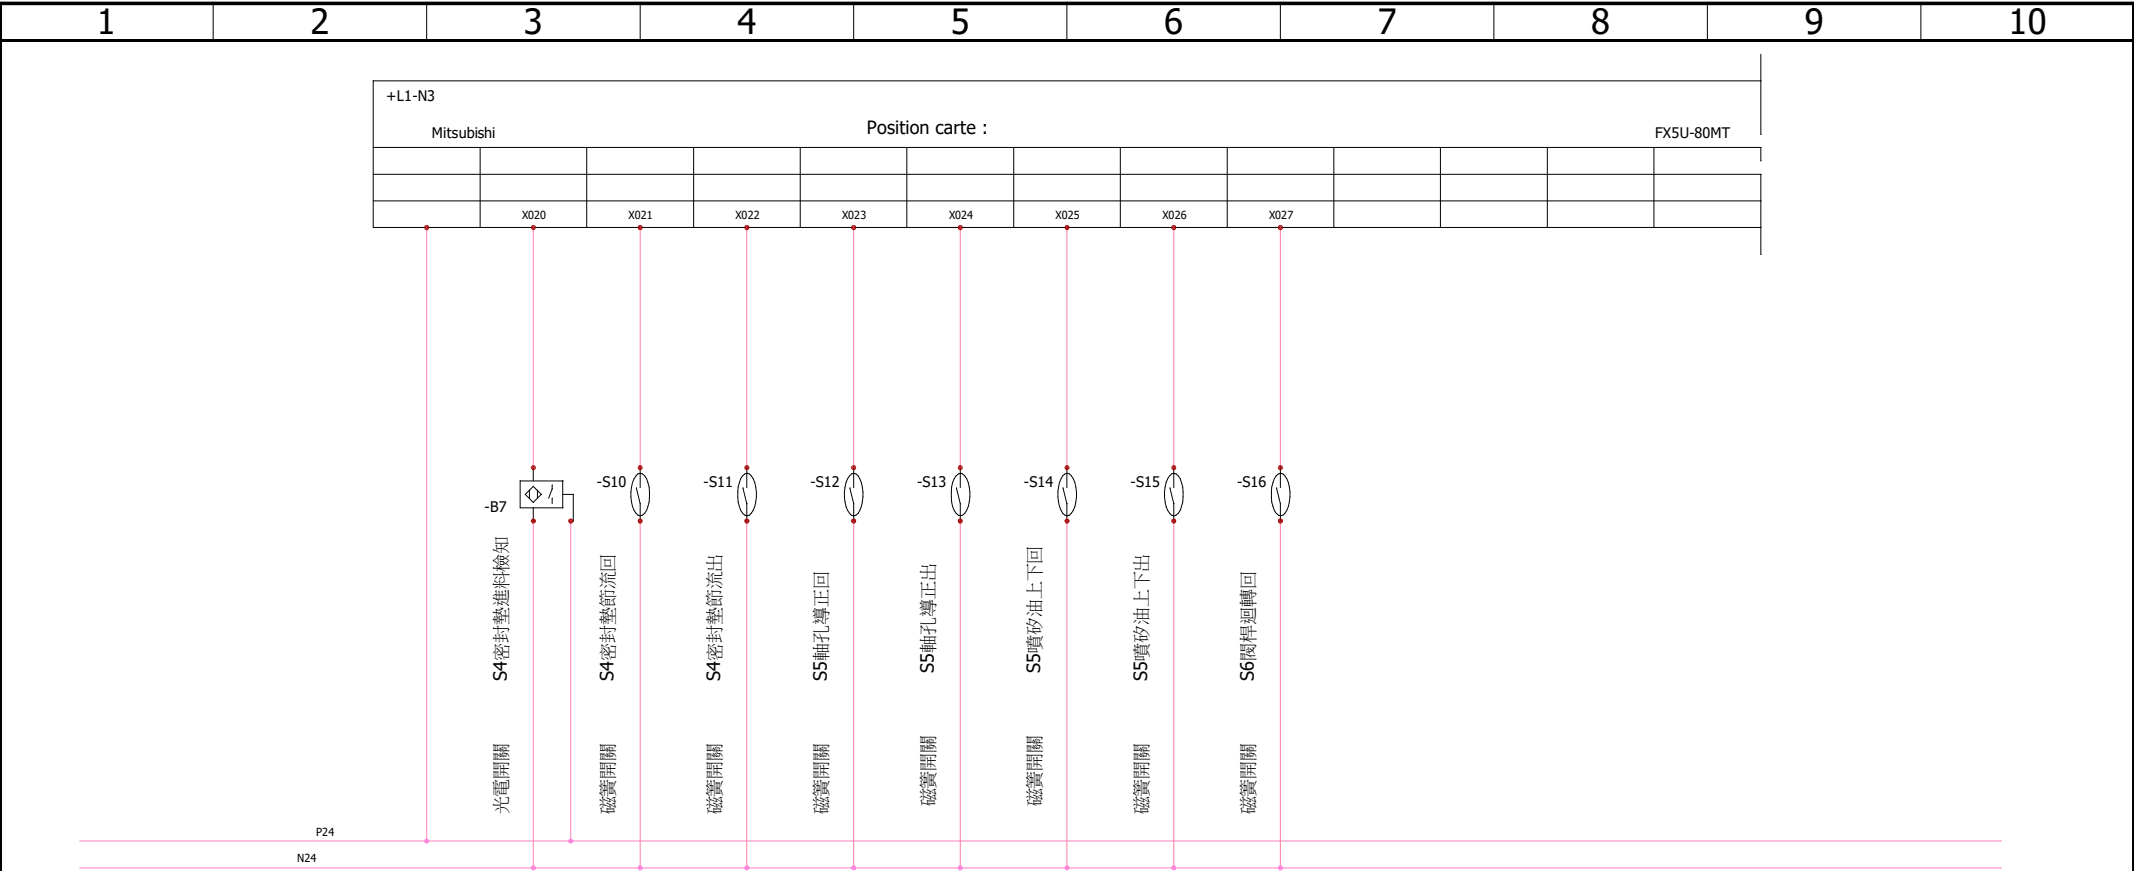 1 2 3 4 5 6 7 8 9 10
+L1-N3
Mitsubishi Position carte : FX5U-80MT
X020 X021 X022 X023 X024 X025 X026 X027
-B7 -S10 -S11 -S12 -S13 -S14 -S15 -S16
S4密封墊進料檢知
S4密封墊節流回
S4密封墊節流出
S5軸孔導正回
S5軸孔導正出
S5噴矽油上下回
S5噴矽油上下出
S6閥桿迴轉回
光電開關
磁簧開關
磁簧開關
磁簧開關
磁簧開關
磁簧開關
磁簧開關
磁簧開關
P24
N24